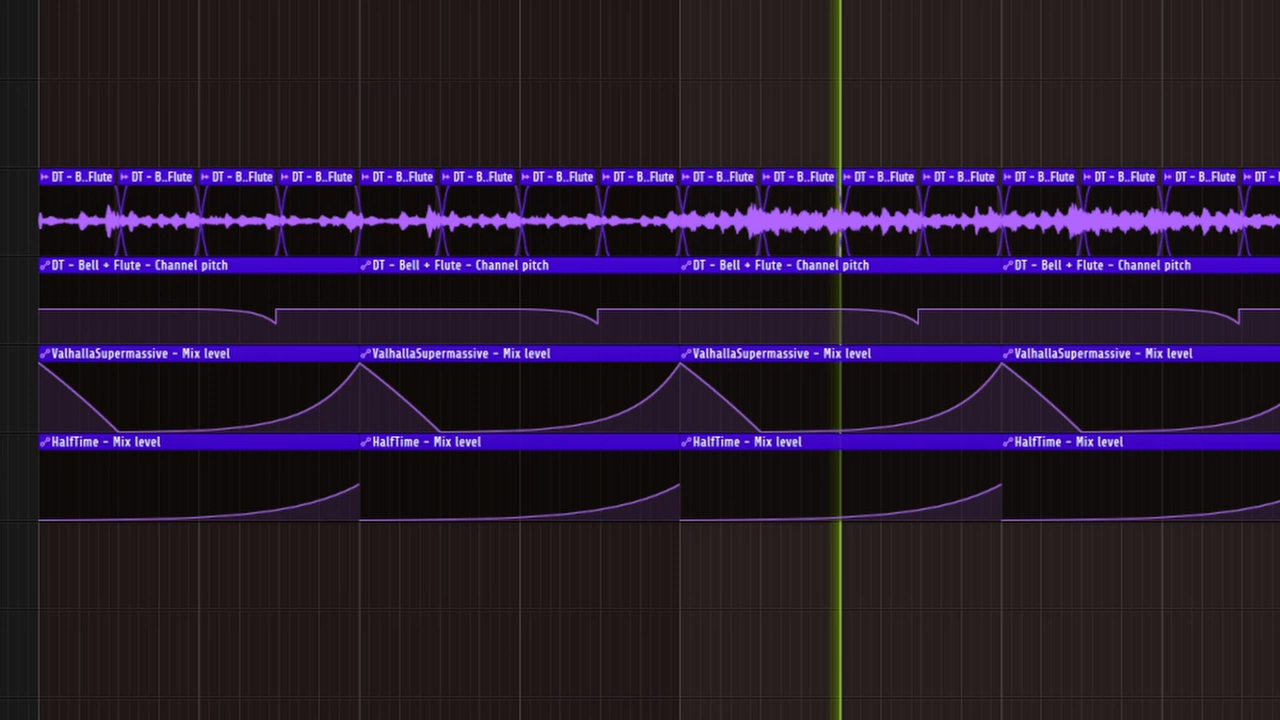 DT - B..Flute DT - B..Flute DT - B..Flute DT - B..Flute DT - B..Flute DT - B..Flute DT - B..Flute DT - B..Flute DT - B..Flute DT - B..Flute DT - B..Flute DT - B..Flute DT - B..Flute DT - B..Flute DT - B..Flute DT -
DT - Bell + Flute - Channel pitch DT - Bell + Flute - Channel pitch DT - Bell + Flute - Channel pitch DT - Bell + Flute - Channel pitch
ValhallaSupermassive - Mix level ValhallaSupermassive - Mix level ValhallaSupermassive - Mix level ValhallaSupermassive - Mix level
HalfTime - Mix level HalfTime - Mix level HalfTime - Mix level HalfTime - Mix level